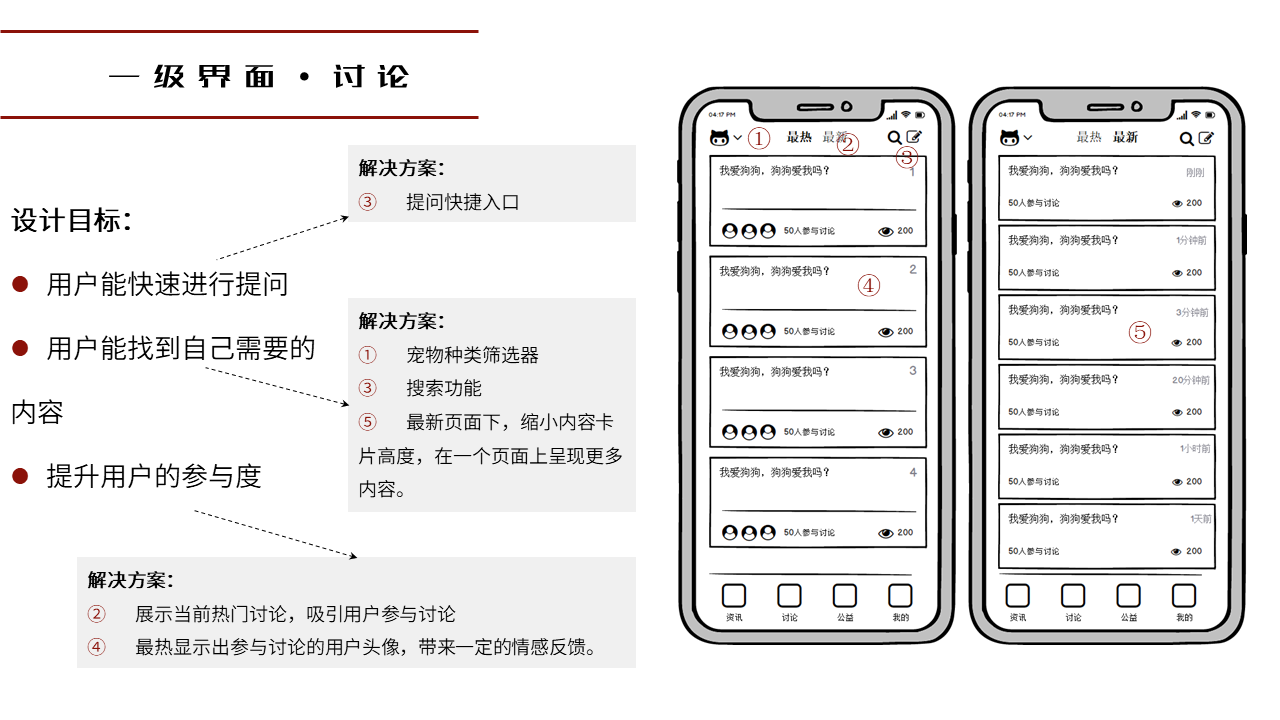 一级界面·讨论
设计目标：
● 用户能快速进行提问
● 用户能找到自己需要的
内容
● 提升用户的参与度
解决方案：
③ 提问快捷入口
解决方案：
① 宠物种类筛选器
③ 搜索功能
⑤ 最新页面下，缩小内容卡
片高度，在一个页面上呈现更多
内容。
解决方案：
② 展示当前热门讨论，吸引用户参与讨论
④ 最热显示出参与讨论的用户头像，带来一定的情感反馈。
04:17 PM
① 最热 最新 ②
③
我爱狗狗，狗狗爱我吗？ 1
50人参与讨论 200
我爱狗狗，狗狗爱我吗？ 2
④
50人参与讨论 200
我爱狗狗，狗狗爱我吗？ 3
50人参与讨论 200
我爱狗狗，狗狗爱我吗？ 4
50人参与讨论 200
资讯 讨论 公益 我的
04:17 PM
最热 最新
我爱狗狗，狗狗爱我吗？ 刚刚
50人参与讨论 200
我爱狗狗，狗狗爱我吗？ 1分钟前
50人参与讨论 200
我爱狗狗，狗狗爱我吗？ 3分钟前
⑤
50人参与讨论 200
我爱狗狗，狗狗爱我吗？ 20分钟前
50人参与讨论 200
我爱狗狗，狗狗爱我吗？ 1小时前
50人参与讨论 200
我爱狗狗，狗狗爱我吗？ 1天前
50人参与讨论 200
资讯 讨论 公益 我的